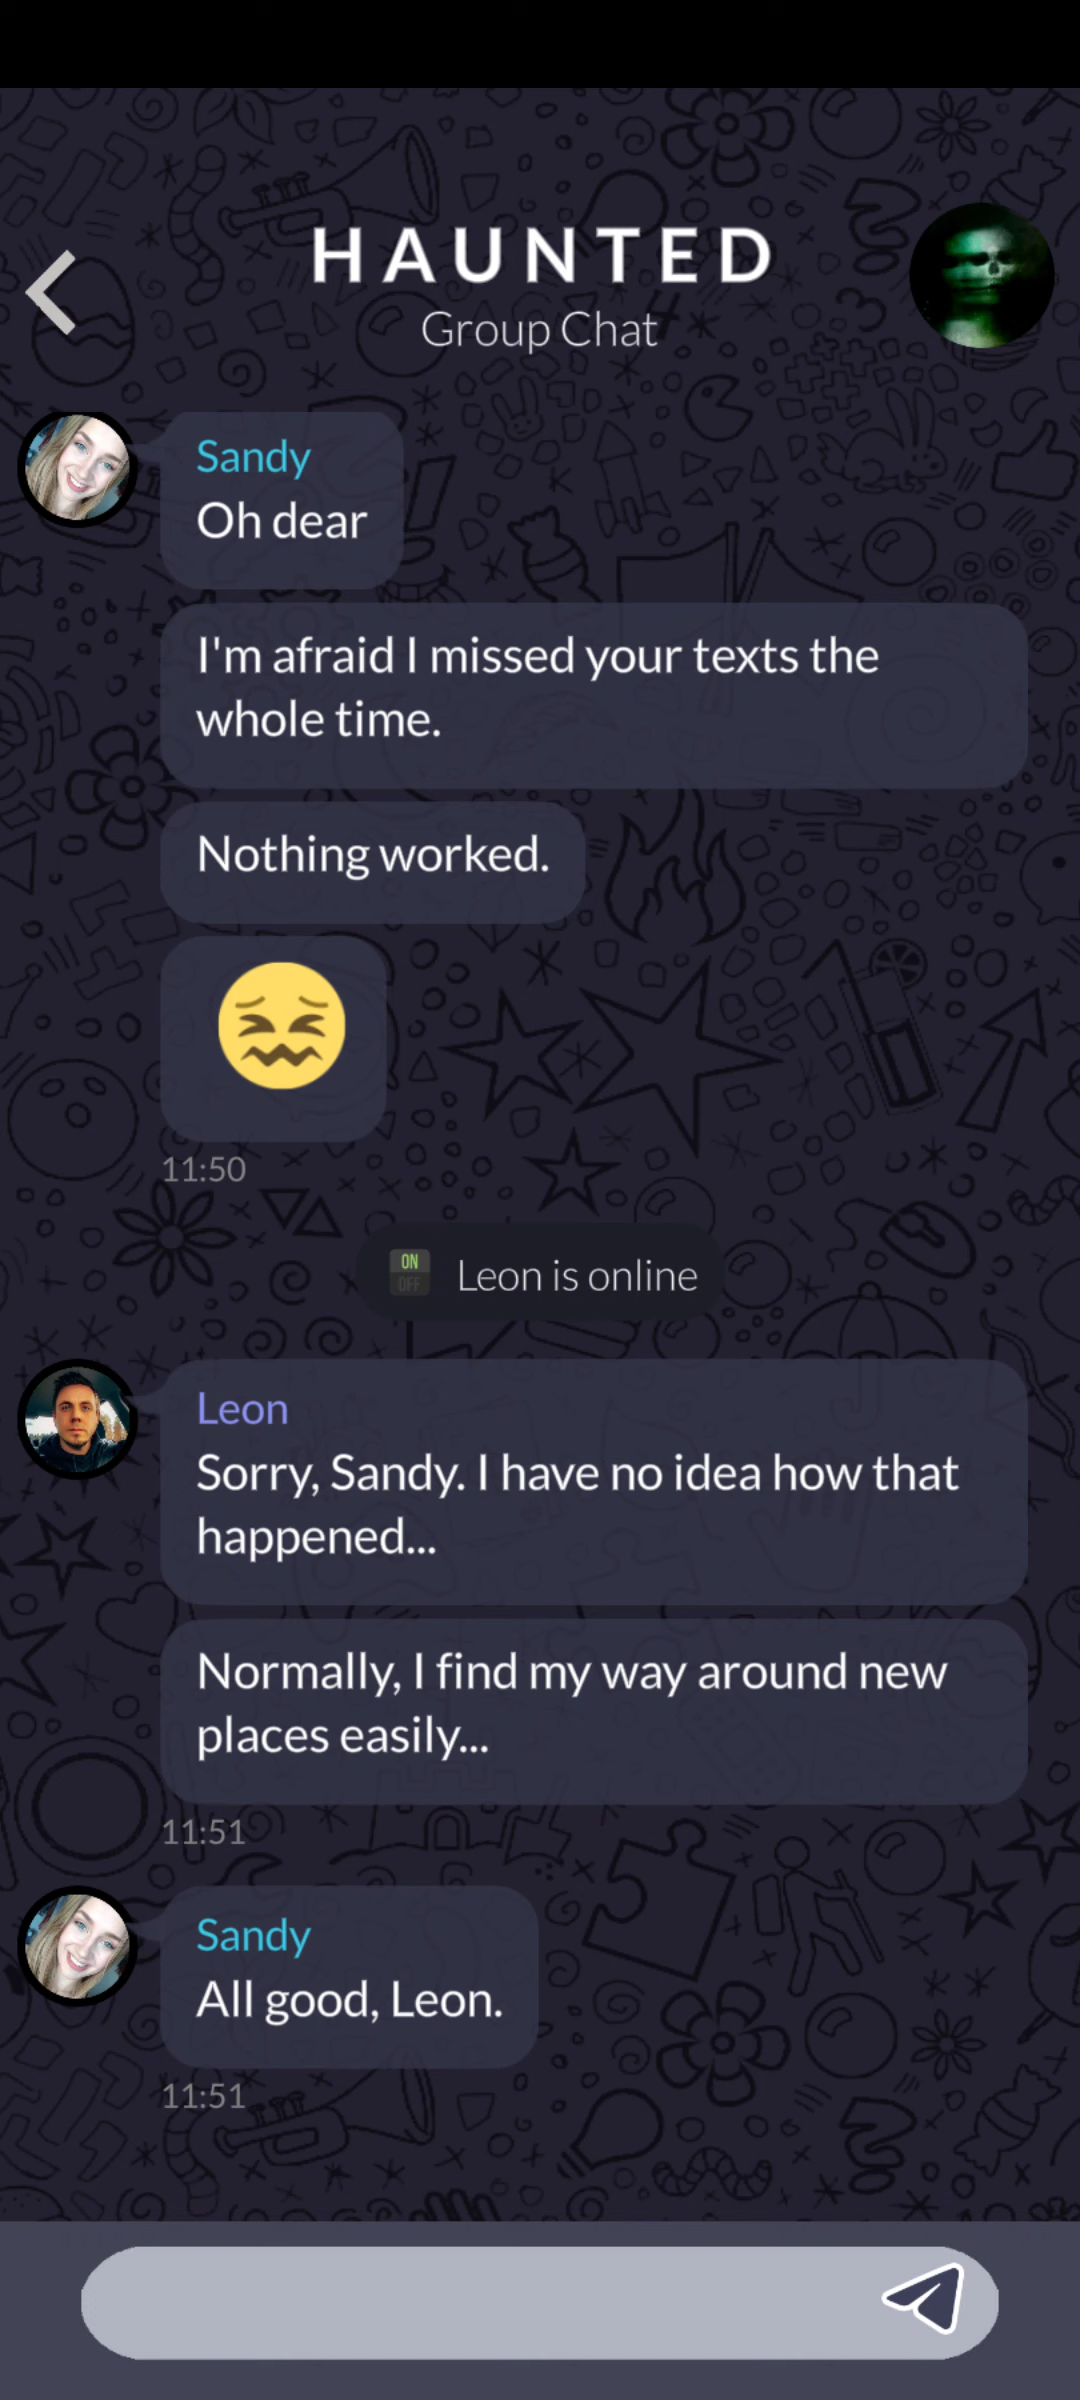 HAUNTED
Group Chat
Sandy
Oh dear
I'm afraid I missed your texts the
whole time.
Nothing worked.
11:50
ON
OFF
Leon is online
Leon
Sorry, Sandy. I have no idea how that
happened...
Normally, I find my way around new
places easily...
11:51
Sandy
All good, Leon.
11:51